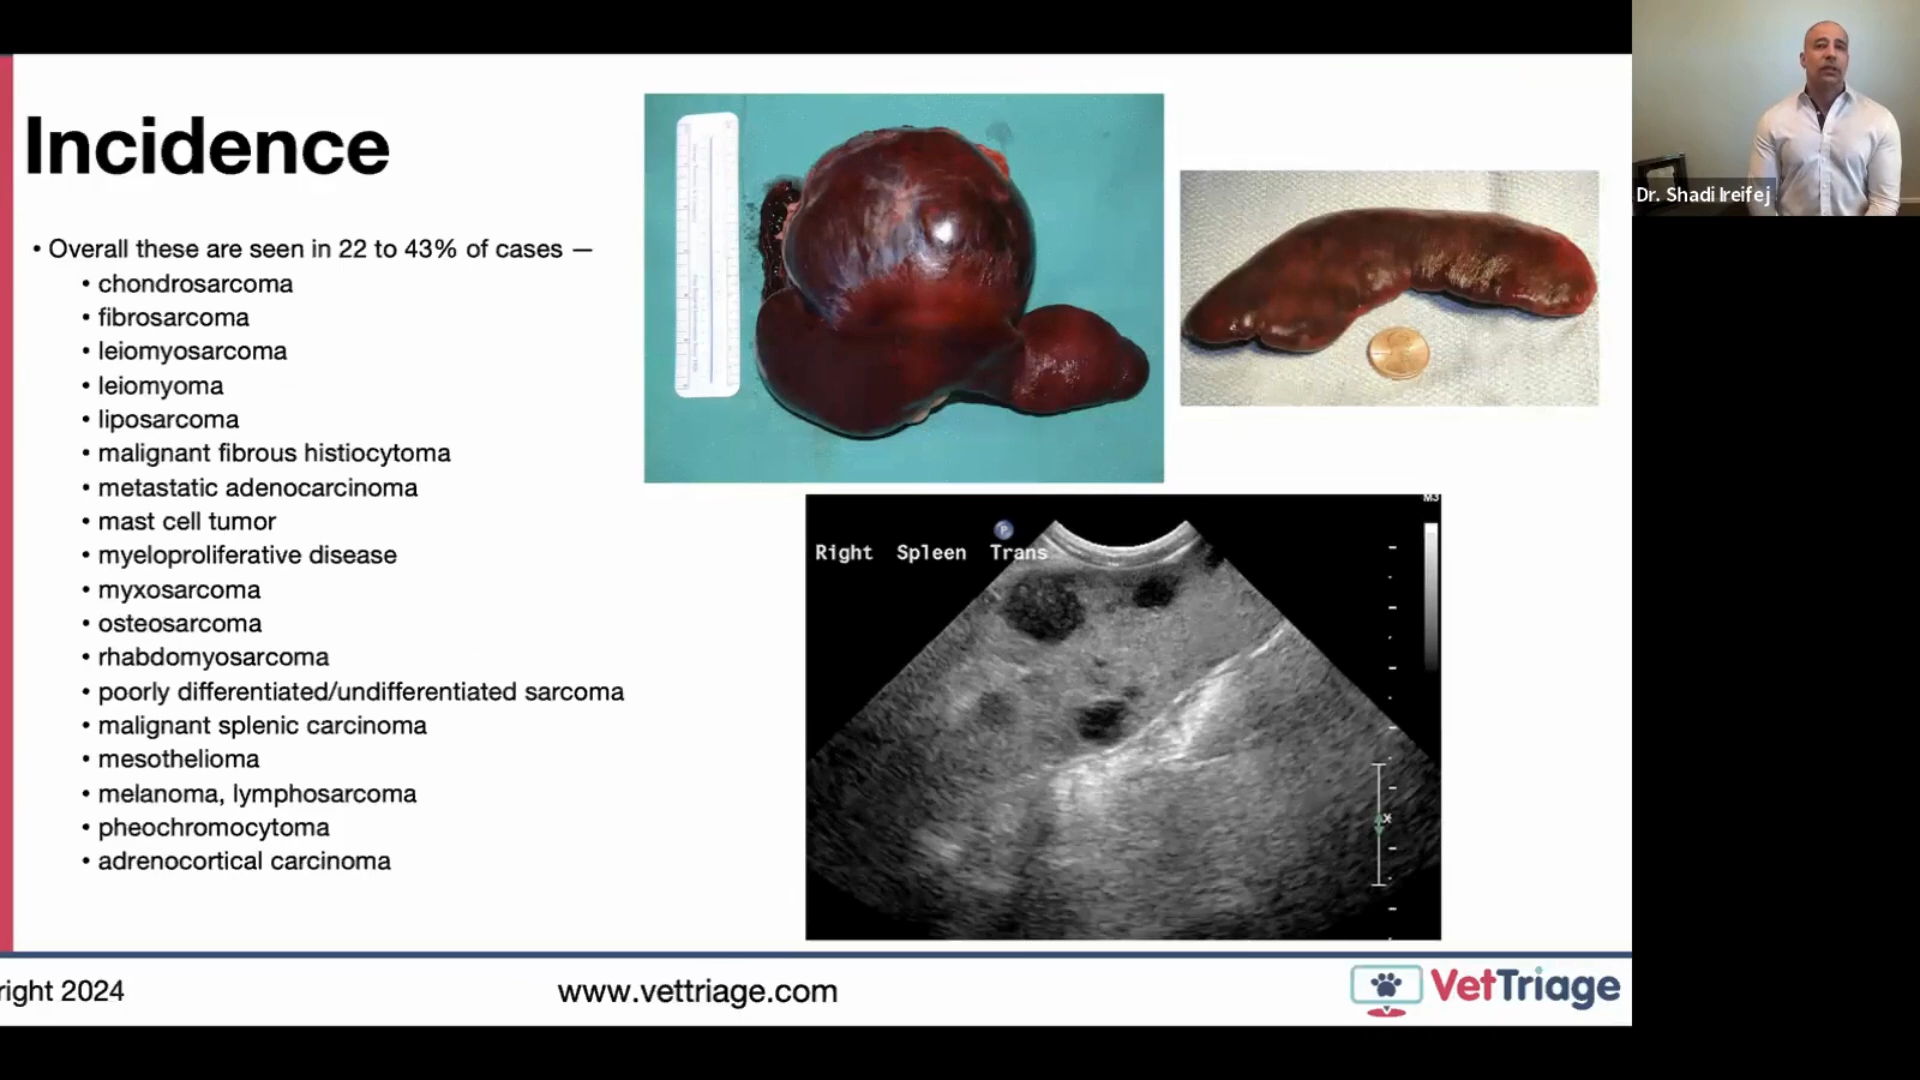 Incidence
• Overall these are seen in 22 to 43% of cases —
• chondrosarcoma
• fibrosarcoma
• leiomyosarcoma
• leiomyoma
• liposarcoma
• malignant fibrous histiocytoma
• metastatic adenocarcinoma
• mast cell tumor
• myeloproliferative disease
• myxosarcoma
• osteosarcoma
• rhabdomyosarcoma
• poorly differentiated/undifferentiated sarcoma
• malignant splenic carcinoma
• mesothelioma
• melanoma, lymphosarcoma
• pheochromocytoma
• adrenocortical carcinoma
M3
P
Right Spleen Trans
x
Dr. Shadi Ireifej
right 2024
www.vettriage.com
VetTriage